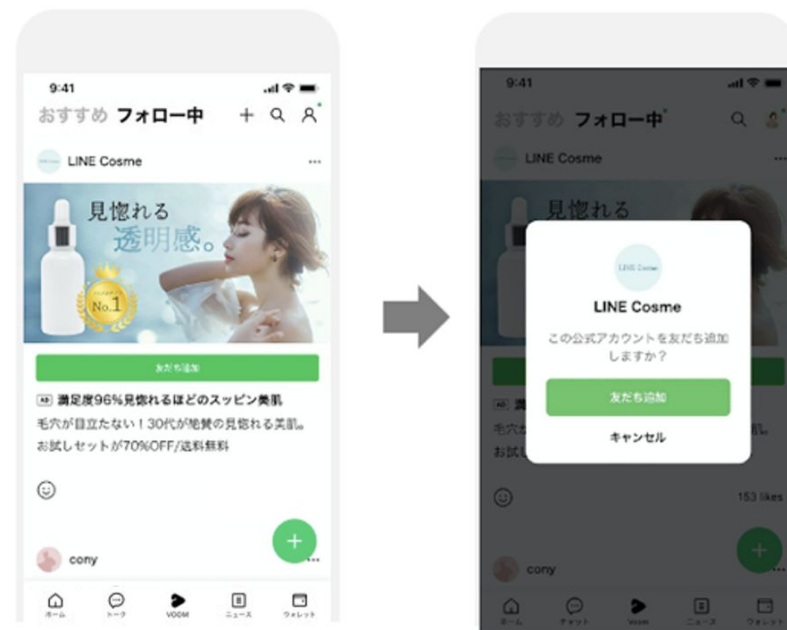 9:41
おすすめ フォロー中
LINE Cosme
見惚れる
透明感。
No.1
友だち追加
AD 満足度96%見惚れるほどのスッピン美肌
毛穴が目立たない！30代が絶賛の見惚れる美肌。
お試しセットが70%OFF/送料無料
cony
ホーム トーク VOOM ニュース ウォレット
9:41
おすすめ フォロー中
LINE Cosme
見惚れる
LINE Cosme
LINE Cosme
この公式アカウントを友だち追加
しますか？
友だち追加
キャンセル
AD 満
毛穴
肌。
お試し
153 likes
cony
ホーム チャット Voom ニュース ウォレット